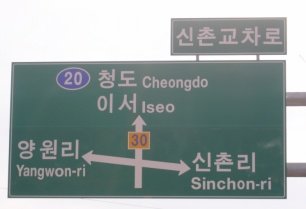 신촌교차로
20 청도 Cheongdo
이서 Iseo
30
양원리
Yangwon-ri
신촌리
Sinchon-ri